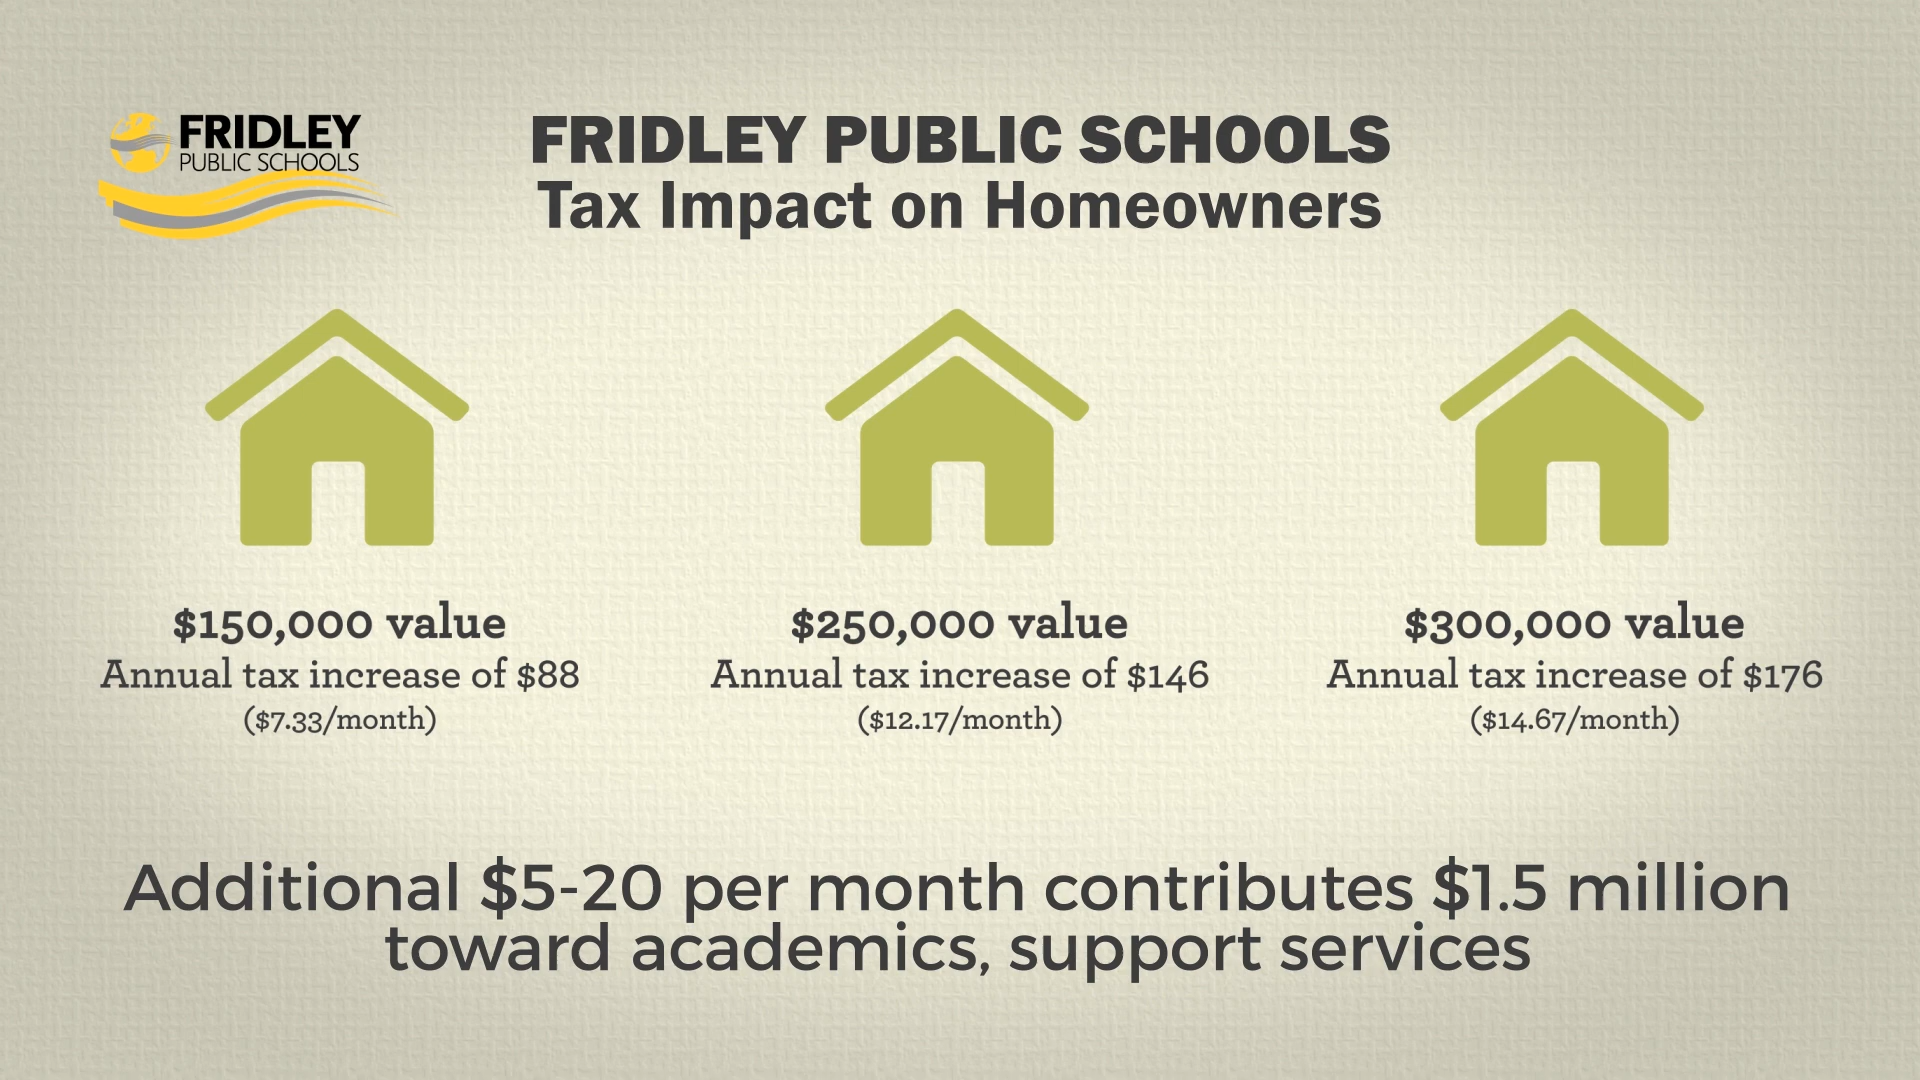 FRIDLEY
PUBLIC SCHOOLS
FRIDLEY PUBLIC SCHOOLS
Tax Impact on Homeowners
$150,000 value
Annual tax increase of $88
($7.33/month)
$250,000 value
Annual tax increase of $146
($12.17/month)
$300,000 value
Annual tax increase of $176
($14.67/month)
Additional $5-20 per month contributes $1.5 million
toward academics, support services